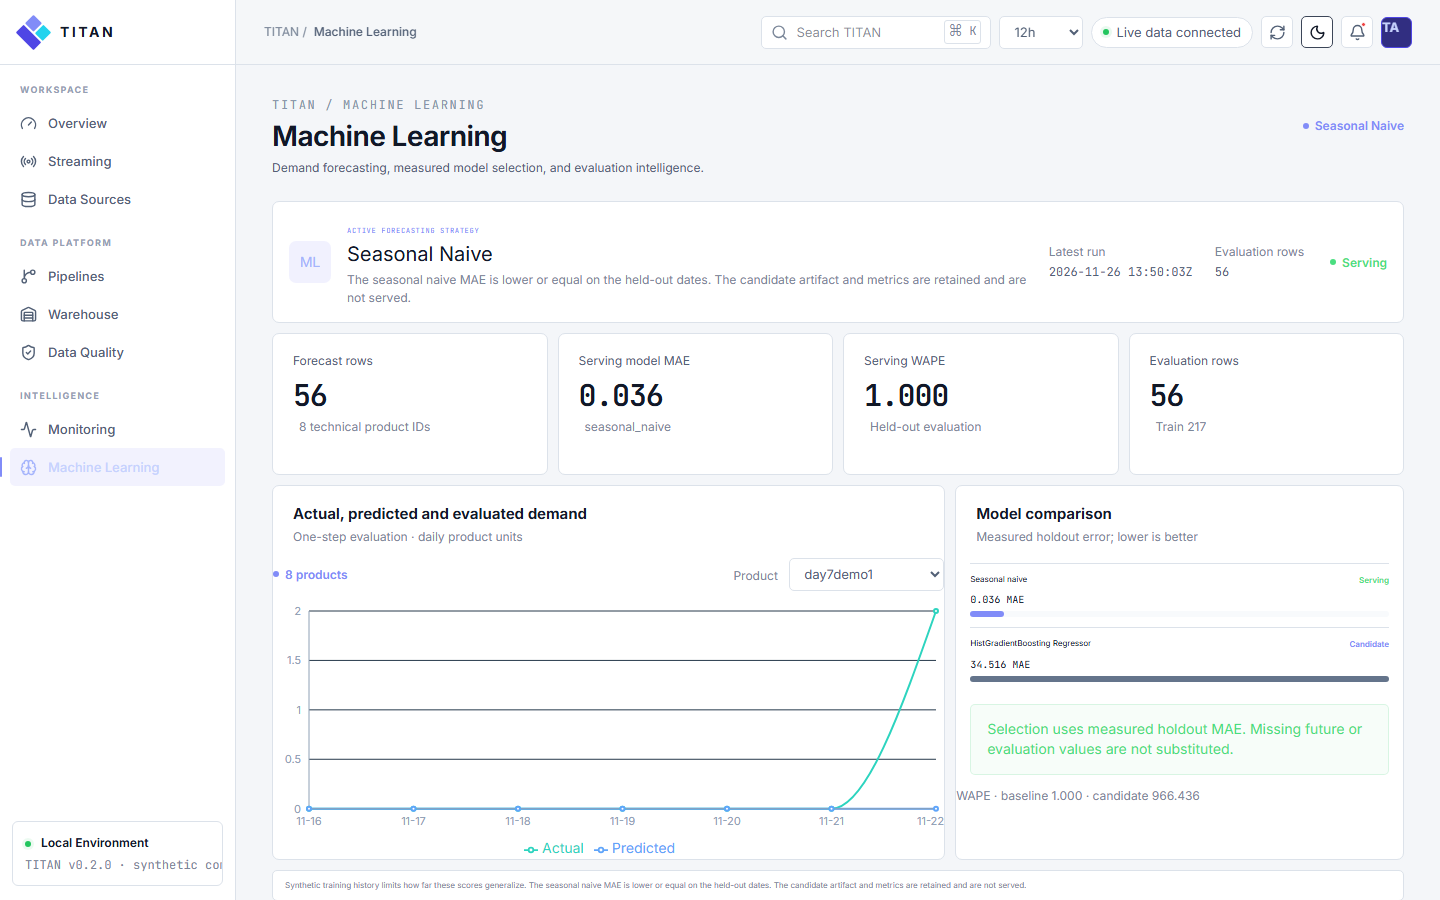 TITAN
TITAN / Machine Learning
Search TITAN
⌘ K
12h
Live data connected
TA
WORKSPACE
Overview
Streaming
Data Sources
DATA PLATFORM
Pipelines
Warehouse
Data Quality
INTELLIGENCE
Monitoring
Machine Learning
Local Environment
TITAN v0.2.0 · synthetic con
TITAN / MACHINE LEARNING
Machine Learning
Demand forecasting, measured model selection, and evaluation intelligence.
Seasonal Naive
ML
ACTIVE FORECASTING STRATEGY
Seasonal Naive
The seasonal naive MAE is lower or equal on the held-out dates. The candidate artifact and metrics are retained and are
not served.
Latest run
2026-11-26 13:50:03Z
Evaluation rows
56
Serving
Forecast rows
56
8 technical product IDs
Serving model MAE
0.036
seasonal_naive
Serving WAPE
1.000
Held-out evaluation
Evaluation rows
56
Train 217
Actual, predicted and evaluated demand
One-step evaluation · daily product units
8 products
Product
day7demo1
2
1.5
1
0.5
0
11-16
11-17
11-18
11-19
11-20
11-21
11-22
Actual
Predicted
Model comparison
Measured holdout error; lower is better
Seasonal naive
Serving
0.036 MAE
HistGradientBoosting Regressor
Candidate
34.516 MAE
Selection uses measured holdout MAE. Missing future or
evaluation values are not substituted.
WAPE · baseline 1.000 · candidate 966.436
Synthetic training history limits how far these scores generalize. The seasonal naive MAE is lower or equal on the held-out dates. The candidate artifact and metrics are retained and are not served.